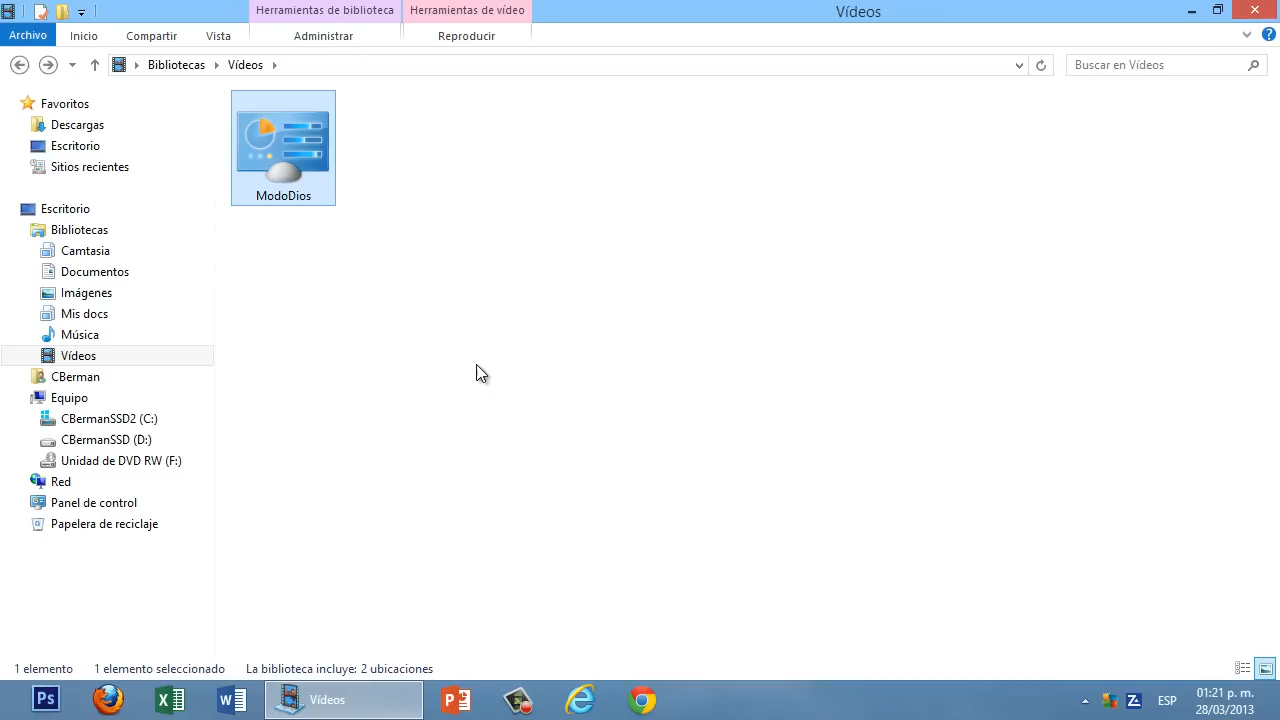 Herramientas de biblioteca
Herramientas de vídeo
Vídeos
Archivo
Inicio
Compartir
Vista
Administrar
Reproducir
Bibliotecas
Vídeos
Buscar en Vídeos
Favoritos
Descargas
Escritorio
Sitios recientes
Escritorio
Bibliotecas
Camtasia
Documentos
Imágenes
Mis docs
Música
Vídeos
CBerman
Equipo
CBermanSSD2 (C:)
CBermanSSD (D:)
Unidad de DVD RW (F:)
Red
Panel de control
Papelera de reciclaje
ModoDios
1 elemento
1 elemento seleccionado
La biblioteca incluye: 2 ubicaciones
Ps
Vídeos
ESP
01:21 p. m.
28/03/2013